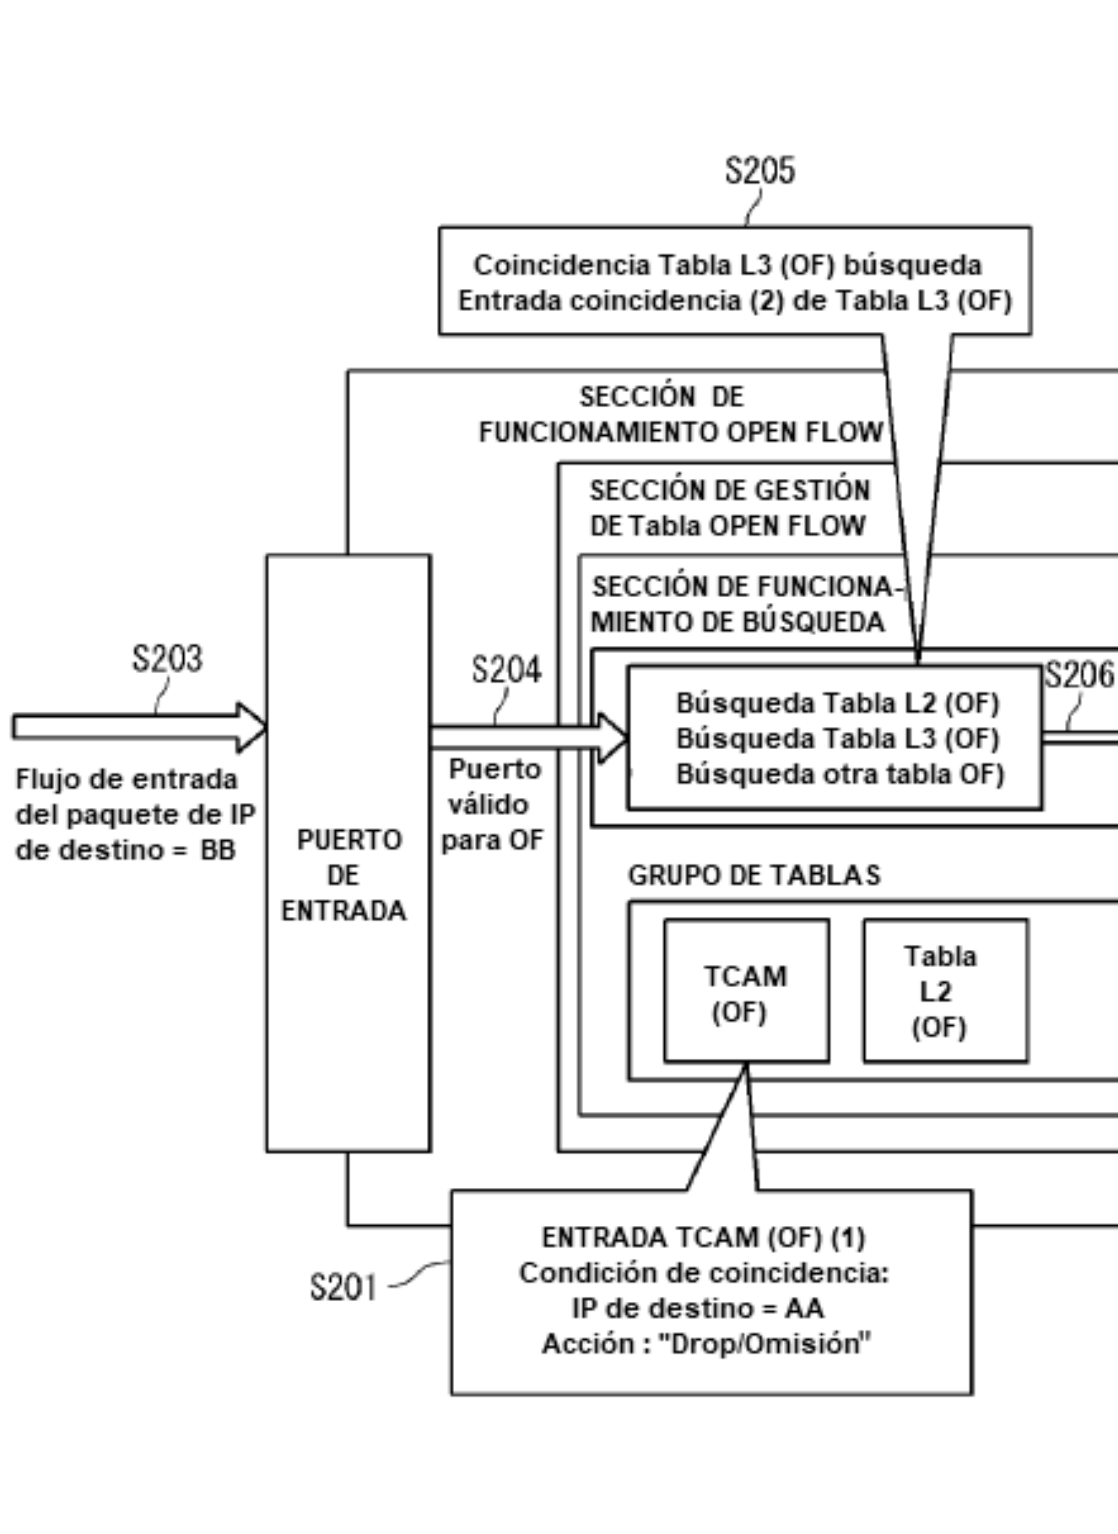 S205
Coincidencia Tabla L3 (OF) búsqueda
Entrada coincidencia (2) de Tabla L3 (OF)
SECCIÓN DE
FUNCIONAMIENTO OPEN FLOW
SECCIÓN DE GESTIÓN
DE Tabla OPEN FLOW
SECCIÓN DE FUNCIONA-
MIENTO DE BÚSQUEDA
S203
S204
S206
Búsqueda Tabla L2 (OF)
Búsqueda Tabla L3 (OF)
Búsqueda otra tabla OF)
Flujo de entrada
del paquete de IP
de destino = BB
Puerto
válido
para OF
PUERTO
DE
ENTRADA
GRUPO DE TABLAS
TCAM
(OF)
Tabla
L2
(OF)
S201
ENTRADA TCAM (OF) (1)
Condición de coincidencia:
IP de destino = AA
Acción : "Drop/Omisión"